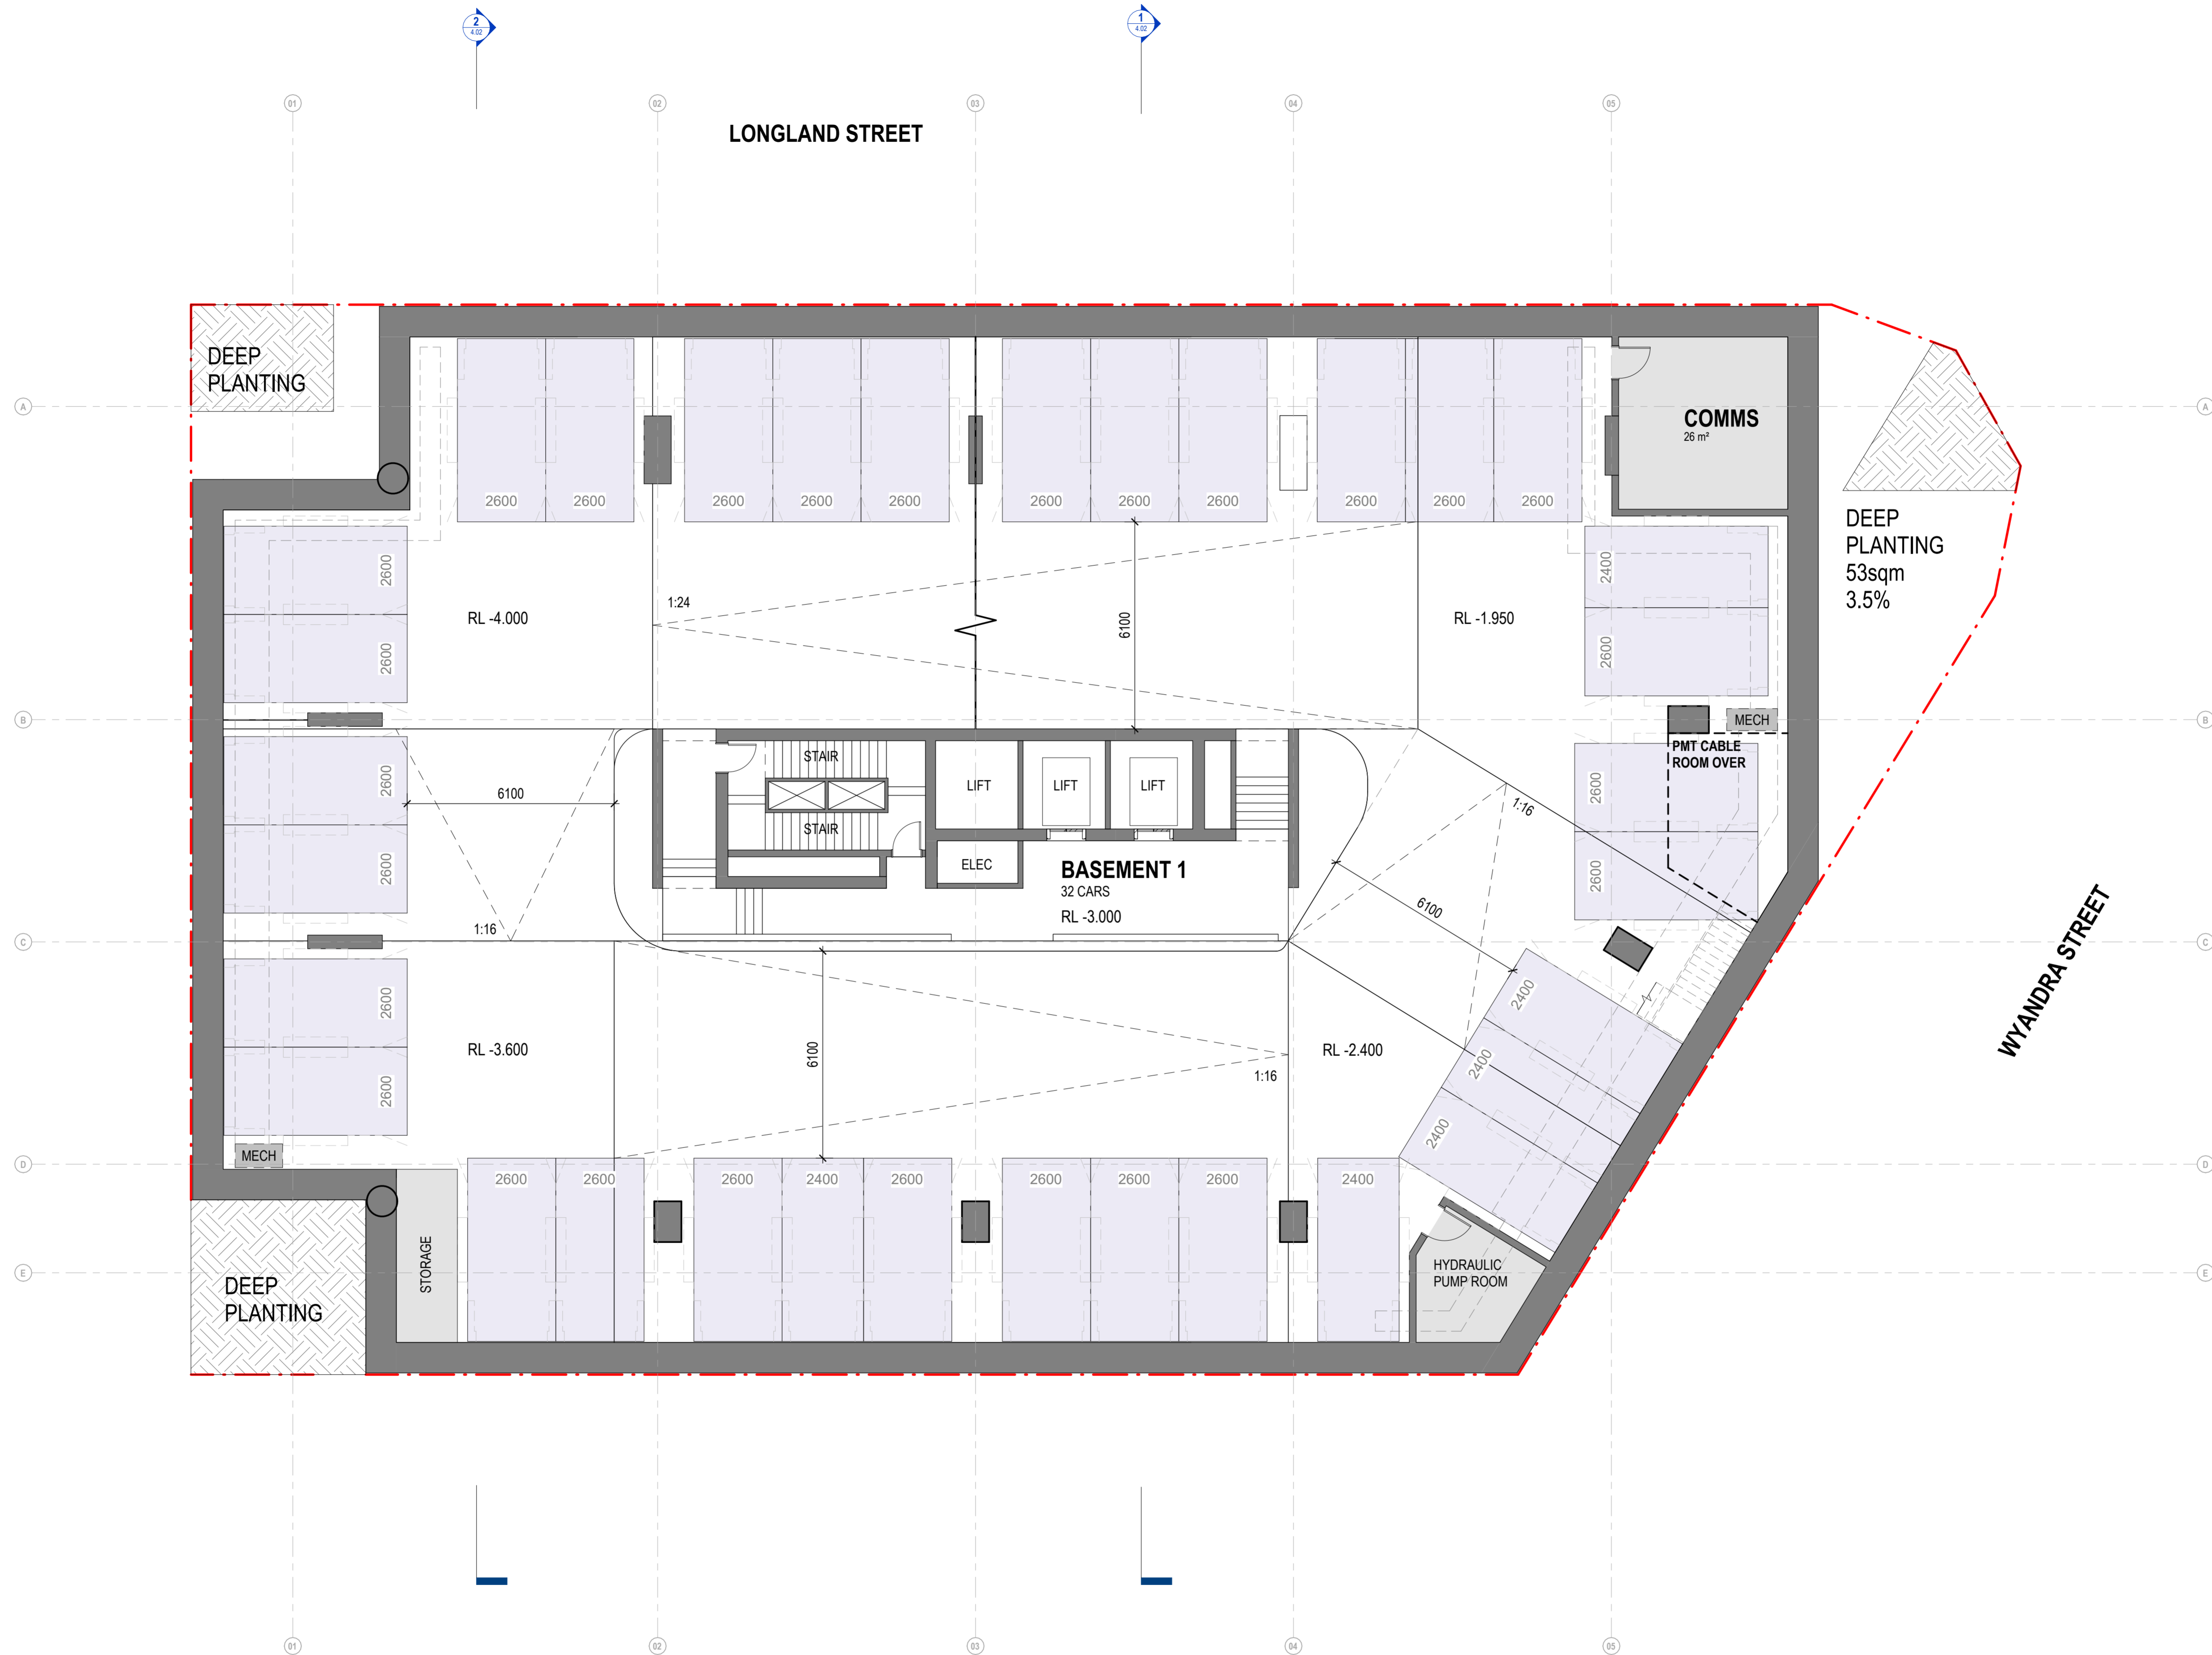 2
4.02
1
4.02
01
02
03
04
05
LONGLAND STREET
DEEP
PLANTING
A
A
COMMS
26 m²
2600
2600
2600
2600
2600
2600
2600
2600
2600
2600
2600
DEEP
PLANTING
53sqm
3.5%
2600
2600
2400
2600
1:24
RL -4.000
6100
RL -1.950
B
B
MECH
PMT CABLE
ROOM OVER
STAIR
LIFT
LIFT
LIFT
2600
2600
6100
2600
2600
1:16
STAIR
ELEC
BASEMENT 1
32 CARS
RL -3.000
6100
1:16
WYANDRA STREET
C
C
2600
2600
RL -3.600
6100
RL -2.400
1:16
2400
2400
2400
MECH
D
D
2600
2600
2600
2400
2600
2600
2600
2600
2400
STORAGE
HYDRAULIC
PUMP ROOM
E
E
DEEP
PLANTING
01
02
03
04
05